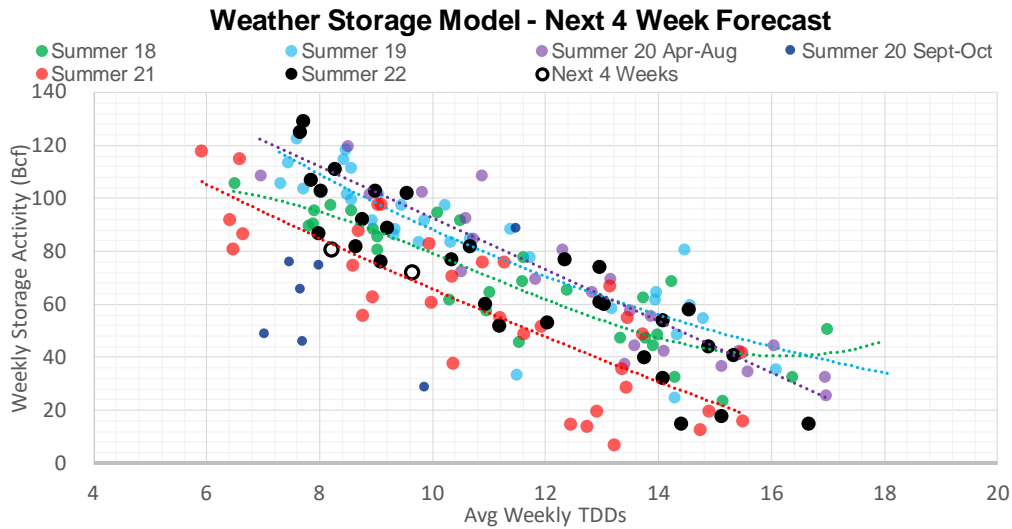 Weather Storage Model - Next 4 Week Forecast
Summer 18 Summer 19 Summer 20 Apr-Aug Summer 20 Sept-Oct
Summer 21 Summer 22 Next 4 Weeks
Weekly Storage Activity (Bcf)
140
120
100
80
60
40
20
0
4 6 8 10 12 14 16 18 20
Avg Weekly TDDs